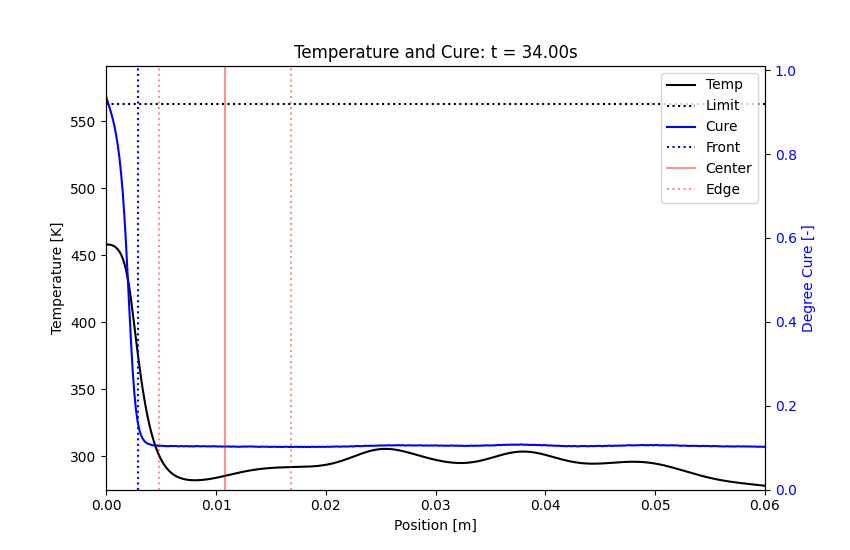 Temperature and Cure: t = 34.00s
Temp
Limit
Cure
Front
Center
Edge
Temperature [K]
550
500
450
400
350
300
Degree Cure [-]
1.0
0.8
0.6
0.4
0.2
0.0
0.00 0.01 0.02 0.03 0.04 0.05 0.06
Position [m]